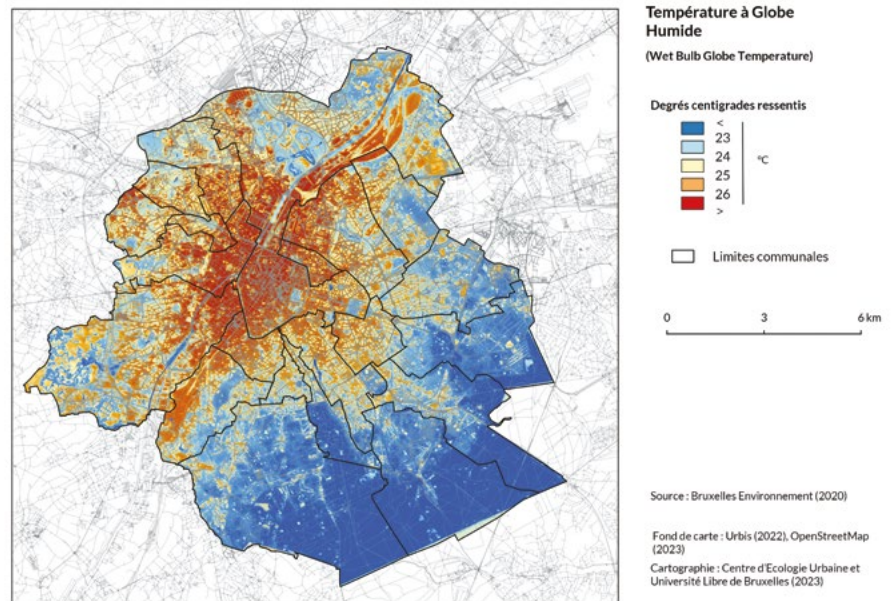 Température à Globe
Humide
(Wet Bulb Globe Temperature)
Degrés centigrades ressentis
<
23
24
25
26
>
°C
Limites communales
0 3 6 km
Source : Bruxelles Environnement (2020)
Fond de carte : Urbis (2022), OpenStreetMap
(2023)
Cartographie : Centre d'Ecologie Urbaine et
Université Libre de Bruxelles (2023)